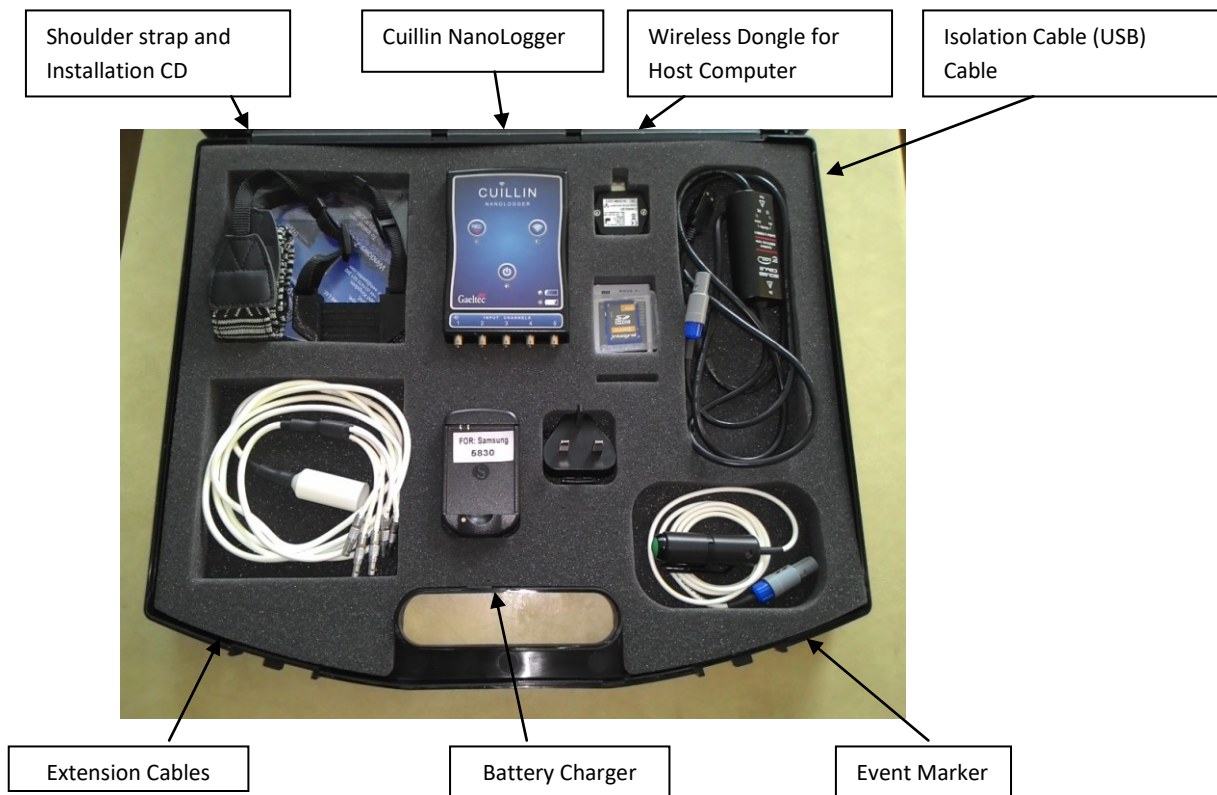 Shoulder strap and
Installation CD
Cuillin NanoLogger
Wireless Dongle for
Host Computer
Isolation Cable (USB)
Cable
CUILLIN
NANOLOGGER
Gaeltec
INPUT CHANNELS
1 2 3 4 5
FOR: Samsung
5830
Extension Cables
Battery Charger
Event Marker